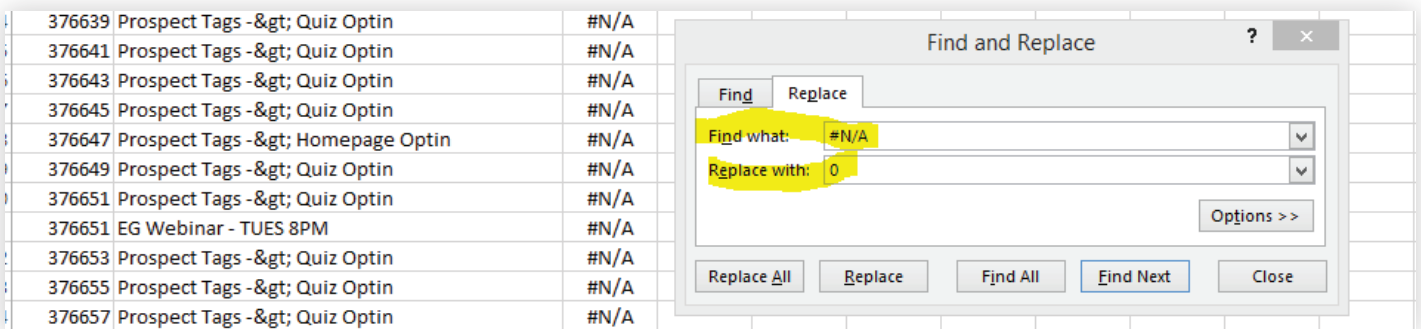 376639 Prospect Tags -&gt; Quiz Optin #N/A
376641 Prospect Tags -&gt; Quiz Optin #N/A
376643 Prospect Tags -&gt; Quiz Optin #N/A
376645 Prospect Tags -&gt; Quiz Optin #N/A
376647 Prospect Tags -&gt; Homepage Optin #N/A
376649 Prospect Tags -&gt; Quiz Optin #N/A
376651 Prospect Tags -&gt; Quiz Optin #N/A
376651 EG Webinar - TUES 8PM #N/A
376653 Prospect Tags -&gt; Quiz Optin #N/A
376655 Prospect Tags -&gt; Quiz Optin #N/A
376657 Prospect Tags -&gt; Quiz Optin #N/A
Find and Replace ? ×
Find Replace
Find what: #N/A
Replace with: 0
Options >>
Replace All Replace Find All Find Next Close